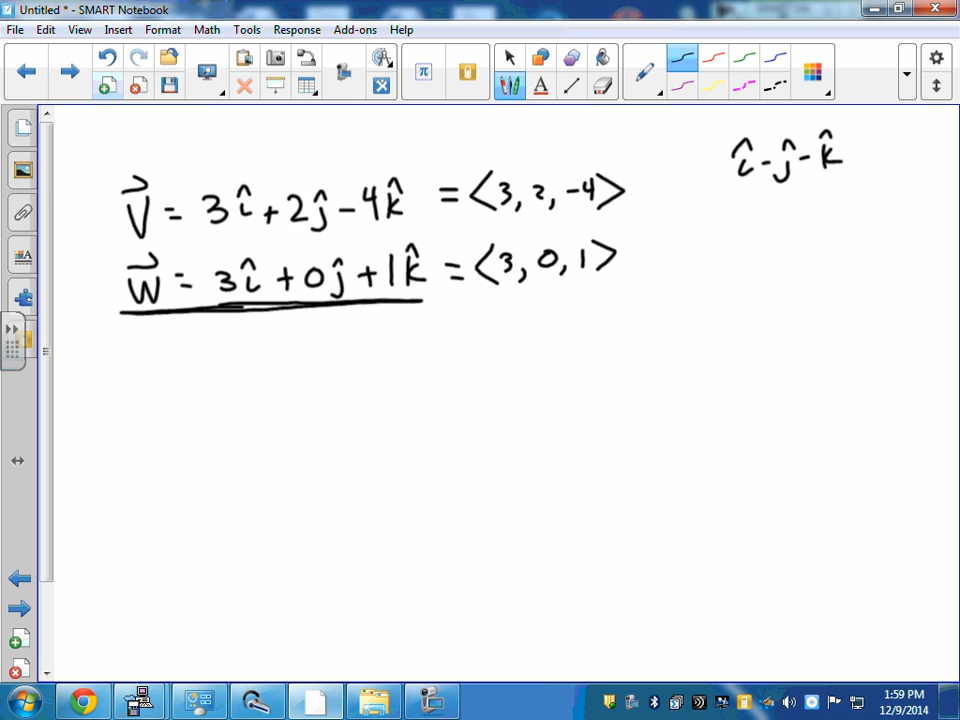 Untitled * - SMART Notebook
File Edit View Insert Format Math Tools Response Add-ons Help
î - ĵ - k̂
V⃗ = 3î + 2ĵ - 4k̂ = ⟨3, 2, -4⟩
W⃗ = 3î + 0ĵ + 1k̂ = ⟨3, 0, 1⟩
1:59 PM
12/9/2014